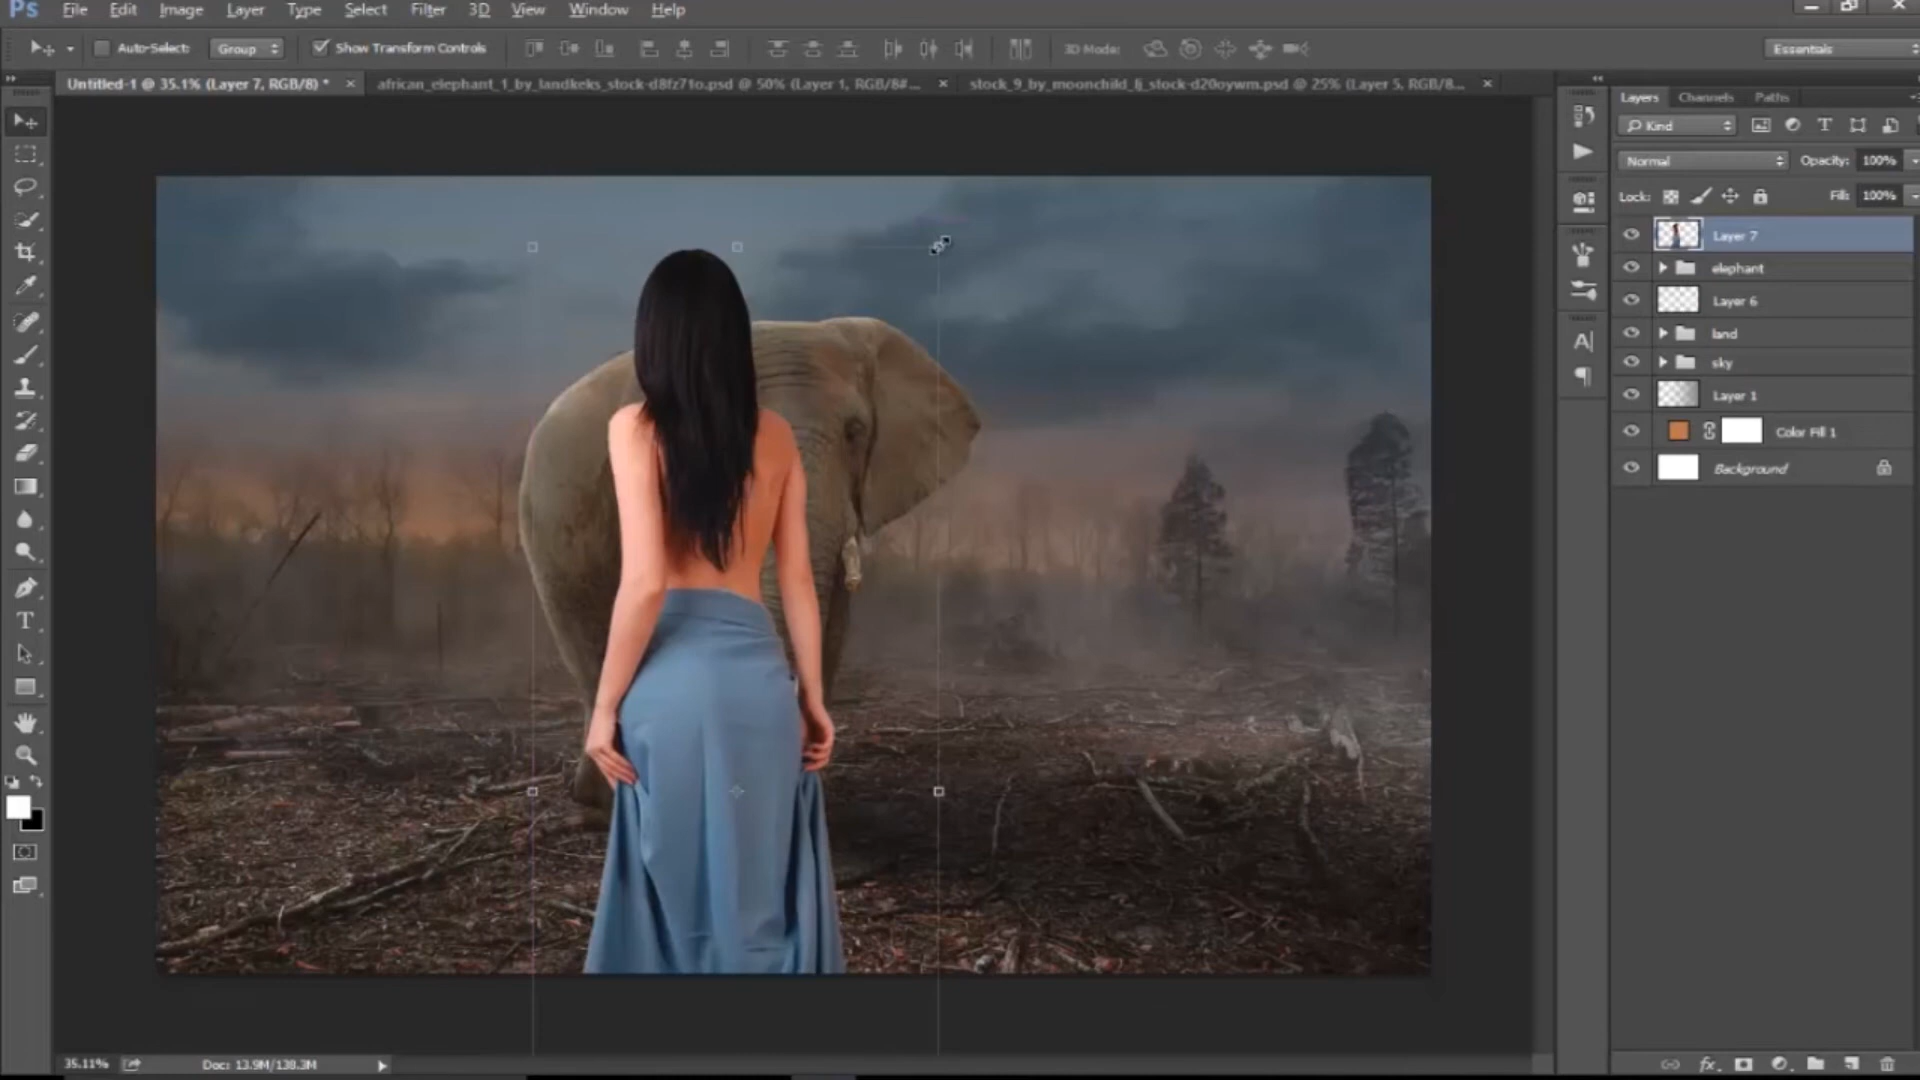 Ps File Edit Image Layer Type Select Filter 3D View Window Help
Auto-Select: Group Show Transform Controls 3D Mode: Essentials
Untitled-1 @ 35.1% (Layer 7, RGB/8) * × african_elephant_1_by_landkeks_stock-d8fz71o.psd @ 50% (Layer 1, RGB/8#... × stock_9_by_moonchild_lj_stock-d20oywm.psd @ 25% (Layer 5, RGB/8... ×
Layers Channels Paths
Kind
Normal Opacity: 100%
Lock: Fill: 100%
Layer 7
elephant
Layer 6
land
sky
Layer 1
Color Fill 1
Background
35.11% Doc: 13.9M/138.3M